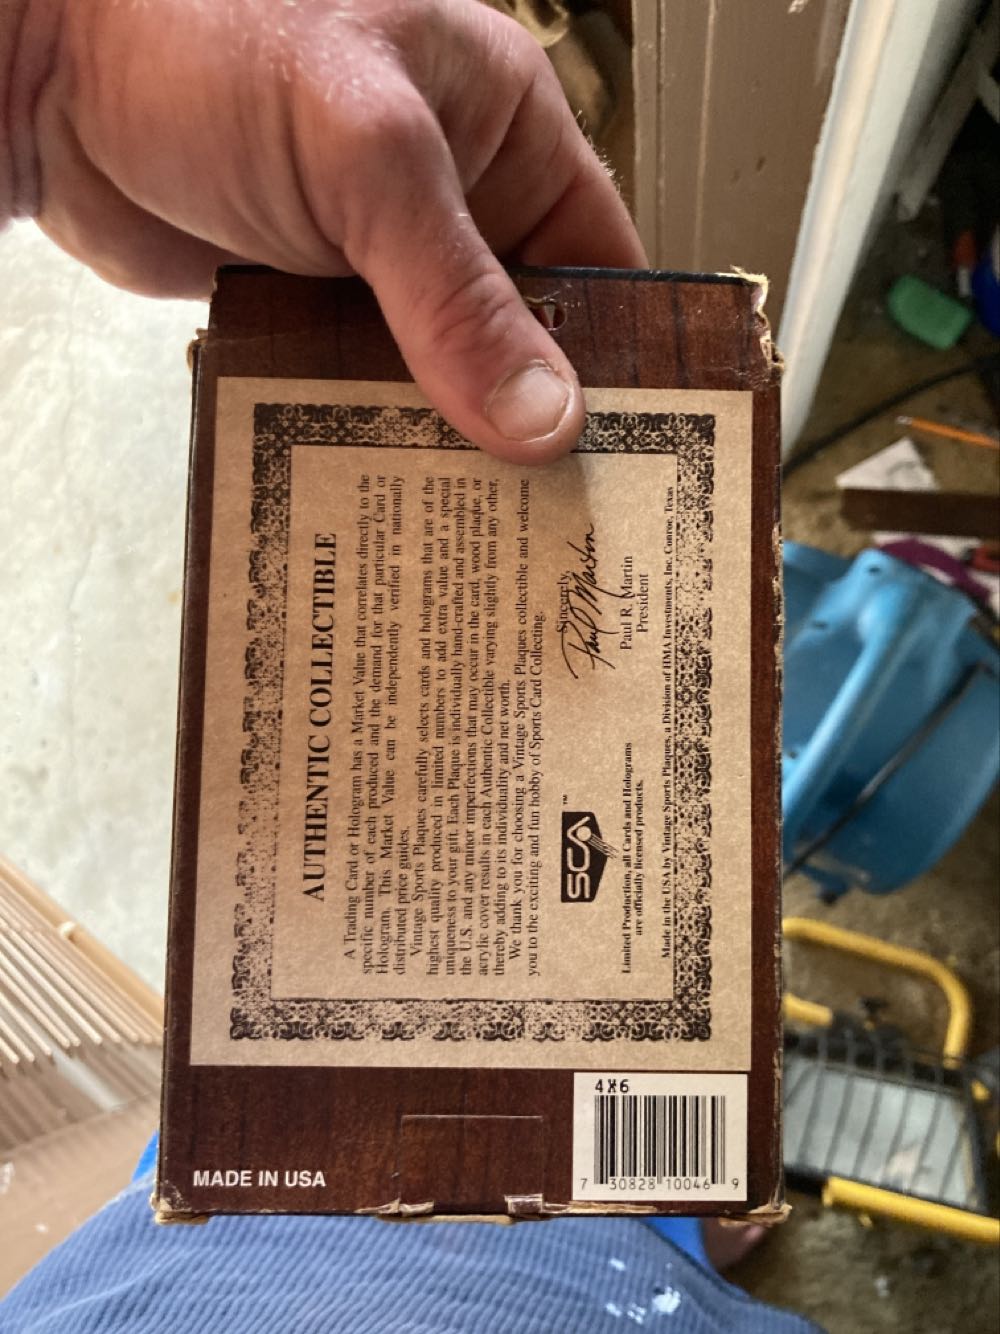 AUTHENTIC COLLECTIBLE
A Trading Card or Hologram has a Market Value that correlates directly to the
specific number of each produced and the demand for that particular Card or
Hologram. This Market Value can be independently verified in nationally
distributed price guides.
Vintage Sports Plaques carefully selects cards and holograms that are of the
highest quality produced in limited numbers to add extra value and a special
uniqueness to your gift. Each Plaque is individually hand-crafted and assembled in
the U.S. and any minor imperfections that may occur in the card, wood plaque, or
acrylic cover results in each Authentic Collectible varying slightly from any other,
thereby adding to its individuality and net worth.
We thank you for choosing a Vintage Sports Plaques collectible and welcome
you to the exciting and fun hobby of Sports Card Collecting.
Sincerely,
Paul R Martin
Paul R. Martin
President
SCA™
Limited Production, all Cards and Holograms
are officially licensed products.
Made in the USA by Vintage Sports Plaques, a Division of HMA Investments, Inc. Conroe, Texas
MADE IN USA
4X6
7 30828 10046 9